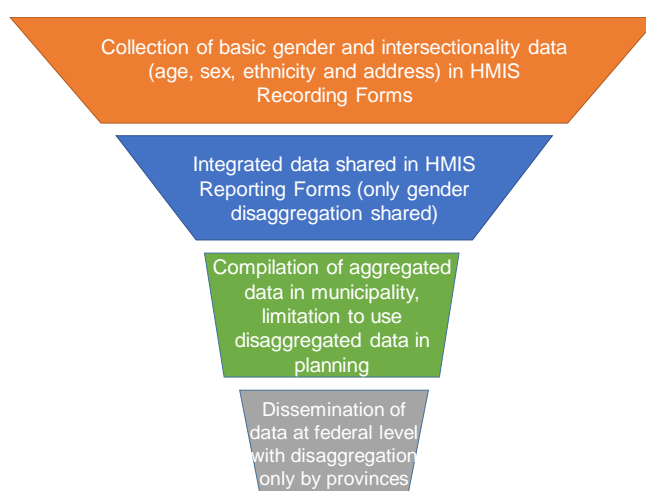 Collection of basic gender and intersectionality data
(age, sex, ethnicity and address) in HMIS
Recording Forms
Integrated data shared in HMIS
Reporting Forms (only gender
disaggregation shared)
Compilation of aggregated
data in municipality,
limitation to use
disaggregated data in
planning
Dissemination of
data at federal level
with disaggregation
only by provinces